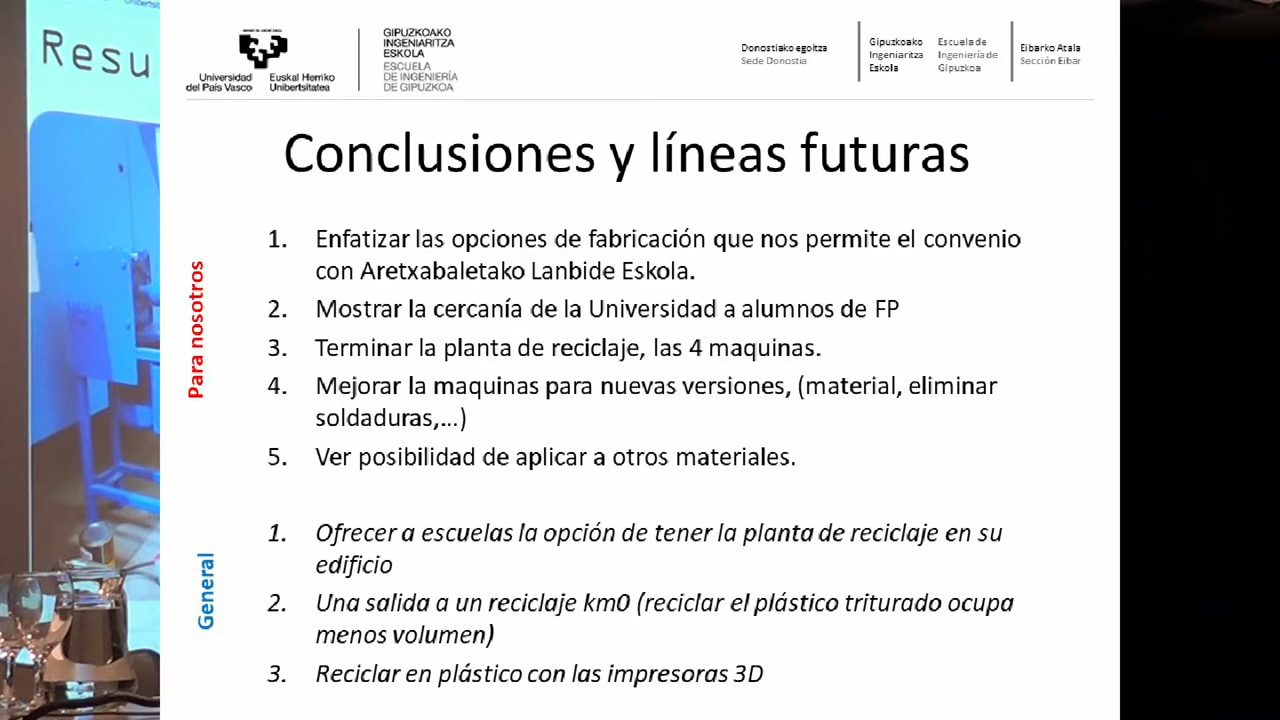 Resu
Universidad
del País Vasco
Euskal Herriko
Unibertsitatea
GIPUZKOAKO
INGENIARITZA
ESKOLA
ESCUELA
DE INGENIERÍA
DE GIPUZKOA
Donostiako egoitza
Sede Donostia
Gipuzkoako
Ingeniaritza
Eskola
Escuela de
Ingeniería de
Gipuzkoa
Eibarko Atala
Sección Eibar
Conclusiones y líneas futuras
Para nosotros
1. Enfatizar las opciones de fabricación que nos permite el convenio
con Aretxabaletako Lanbide Eskola.
2. Mostrar la cercanía de la Universidad a alumnos de FP
3. Terminar la planta de reciclaje, las 4 maquinas.
4. Mejorar la maquinas para nuevas versiones, (material, eliminar
soldaduras,...)
5. Ver posibilidad de aplicar a otros materiales.
General
1. Ofrecer a escuelas la opción de tener la planta de reciclaje en su
edificio
2. Una salida a un reciclaje km0 (reciclar el plástico triturado ocupa
menos volumen)
3. Reciclar en plástico con las impresoras 3D